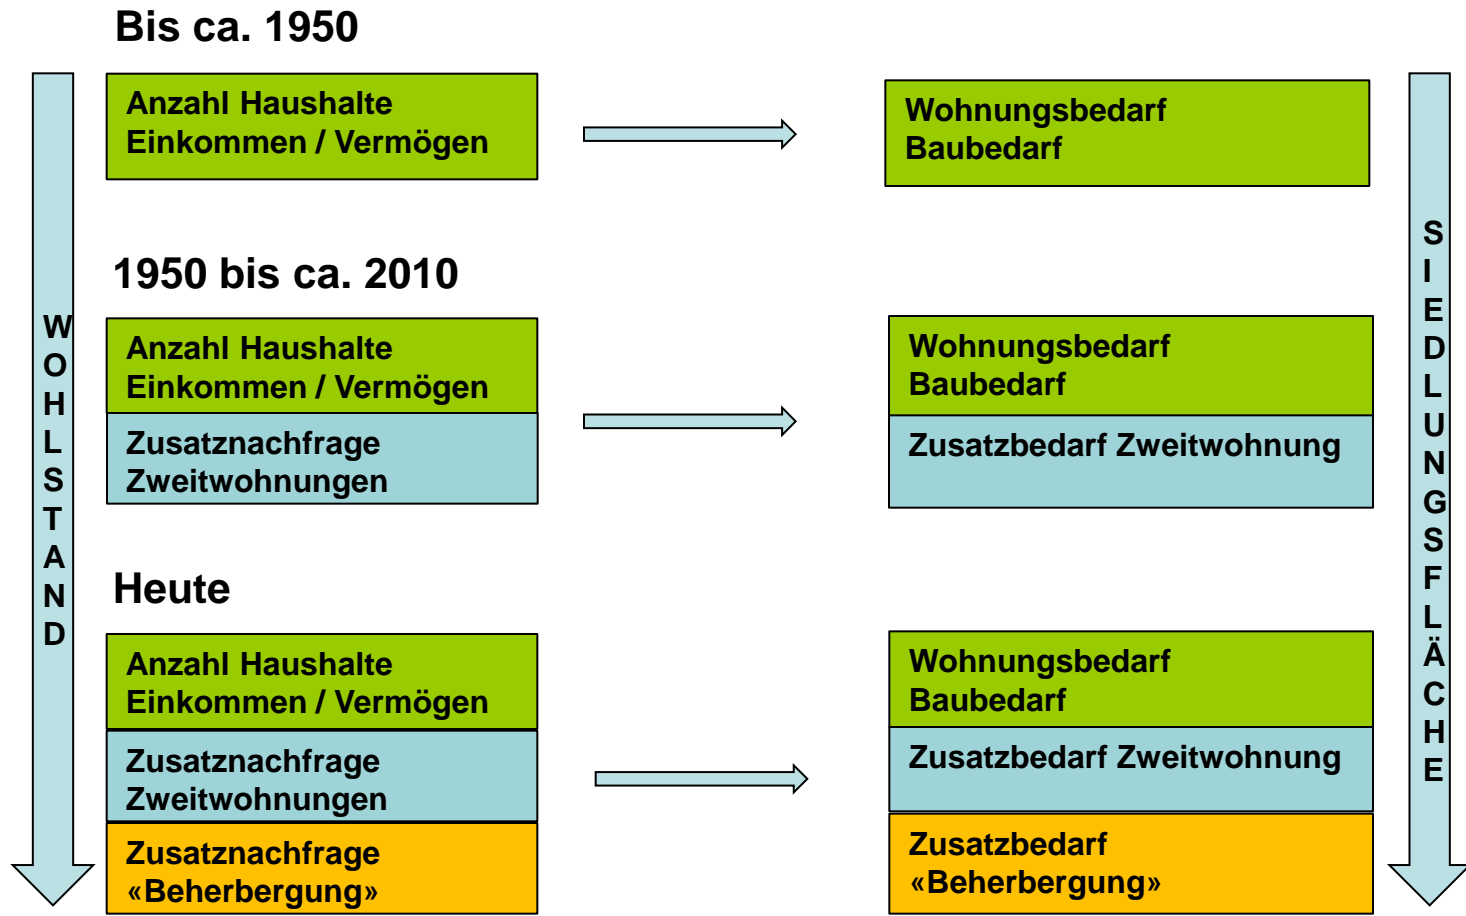 Bis ca. 1950
Anzahl Haushalte
Einkommen / Vermögen
Wohnungsbedarf
Baubedarf
1950 bis ca. 2010
Anzahl Haushalte
Einkommen / Vermögen
Zusatznachfrage
Zweitwohnungen
Wohnungsbedarf
Baubedarf
Zusatzbedarf Zweitwohnung
Heute
Anzahl Haushalte
Einkommen / Vermögen
Zusatznachfrage
Zweitwohnungen
Zusatznachfrage
«Beherbergung»
Wohnungsbedarf
Baubedarf
Zusatzbedarf Zweitwohnung
Zusatzbedarf
«Beherbergung»
WOHLSTAND
SIEDLUNGSFLÄCHE